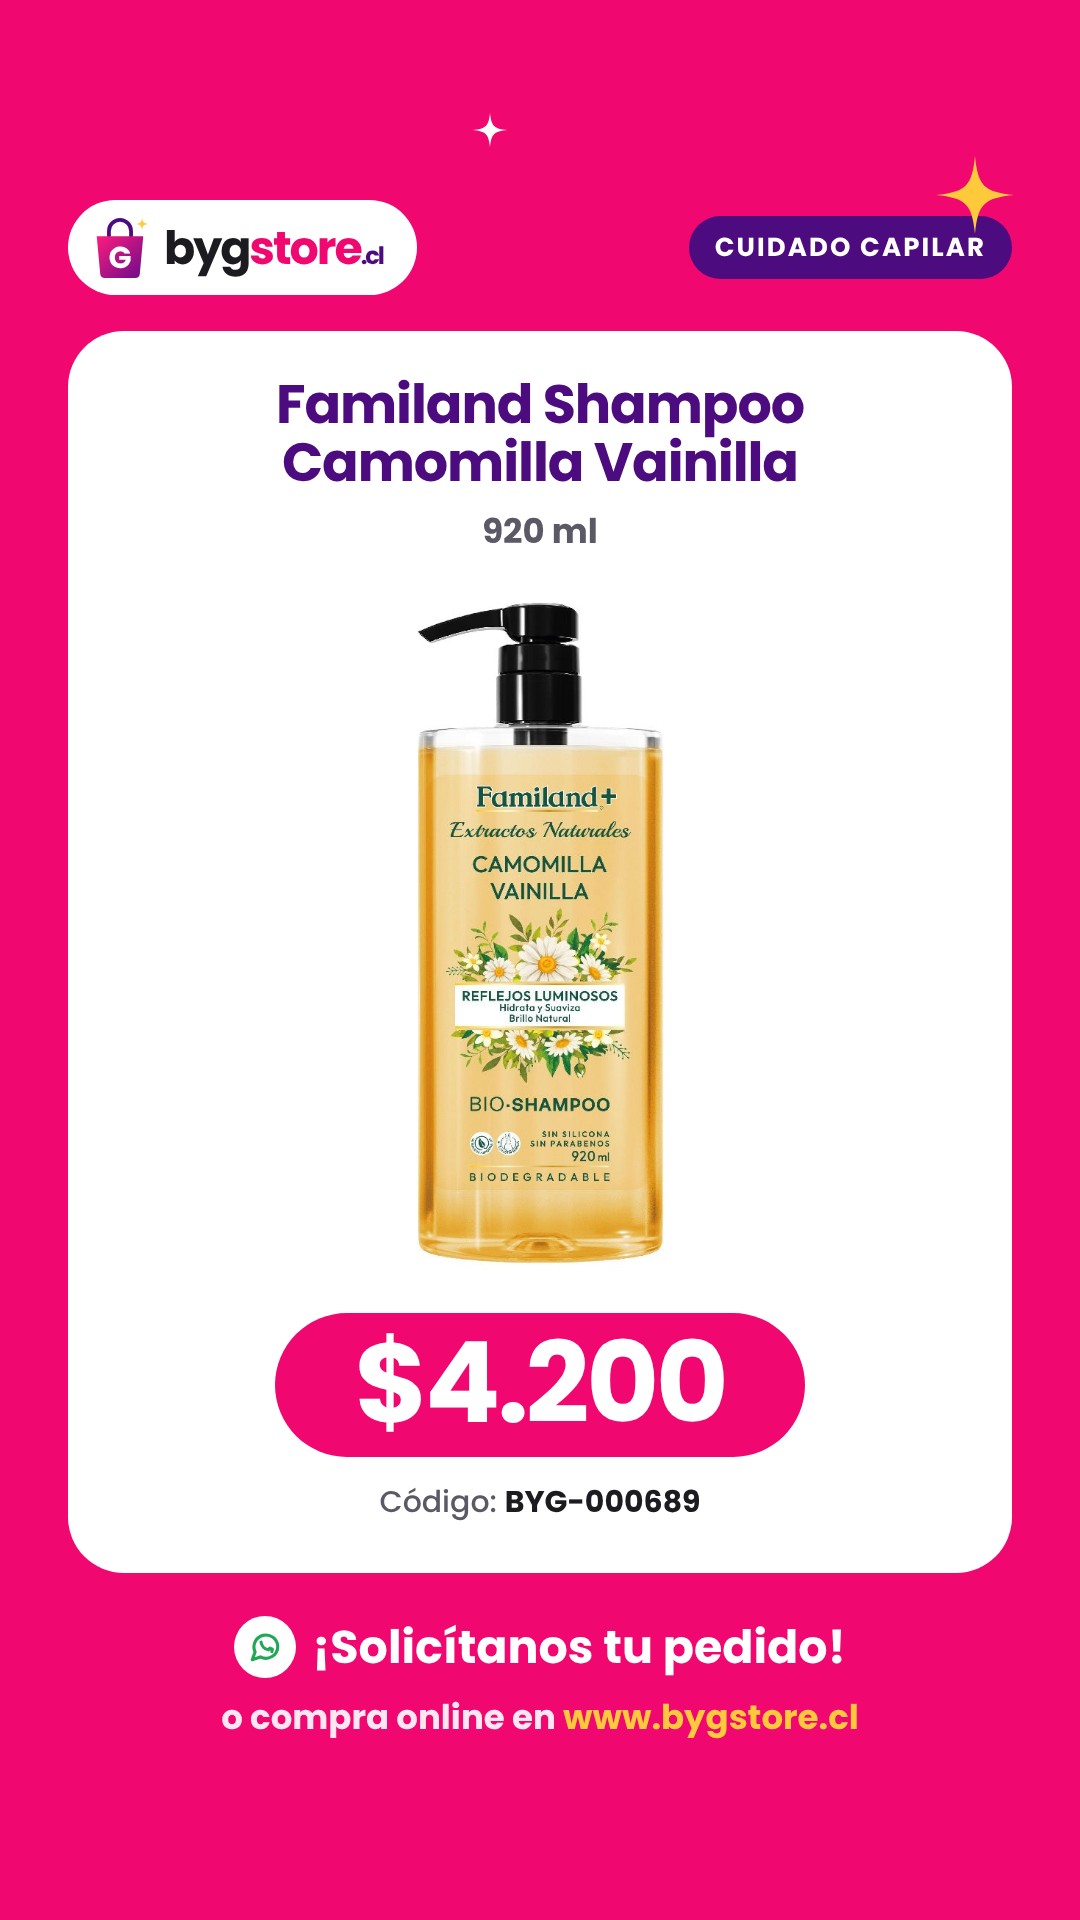 G
bygstore.cl
CUIDADO CAPILAR
Familand Shampoo
Camomilla Vainilla
920 ml
Familand+
Extractos Naturales
CAMOMILLA
VAINILLA
REFLEJOS LUMINOSOS
Hidrata y Suaviza
Brillo Natural
BIO·SHAMPOO
SIN SILICONA
SIN PARABENOS
920 ml
BIODEGRADABLE
$4.200
Código: BYG-000689
¡Solicítanos tu pedido!
o compra online en www.bygstore.cl